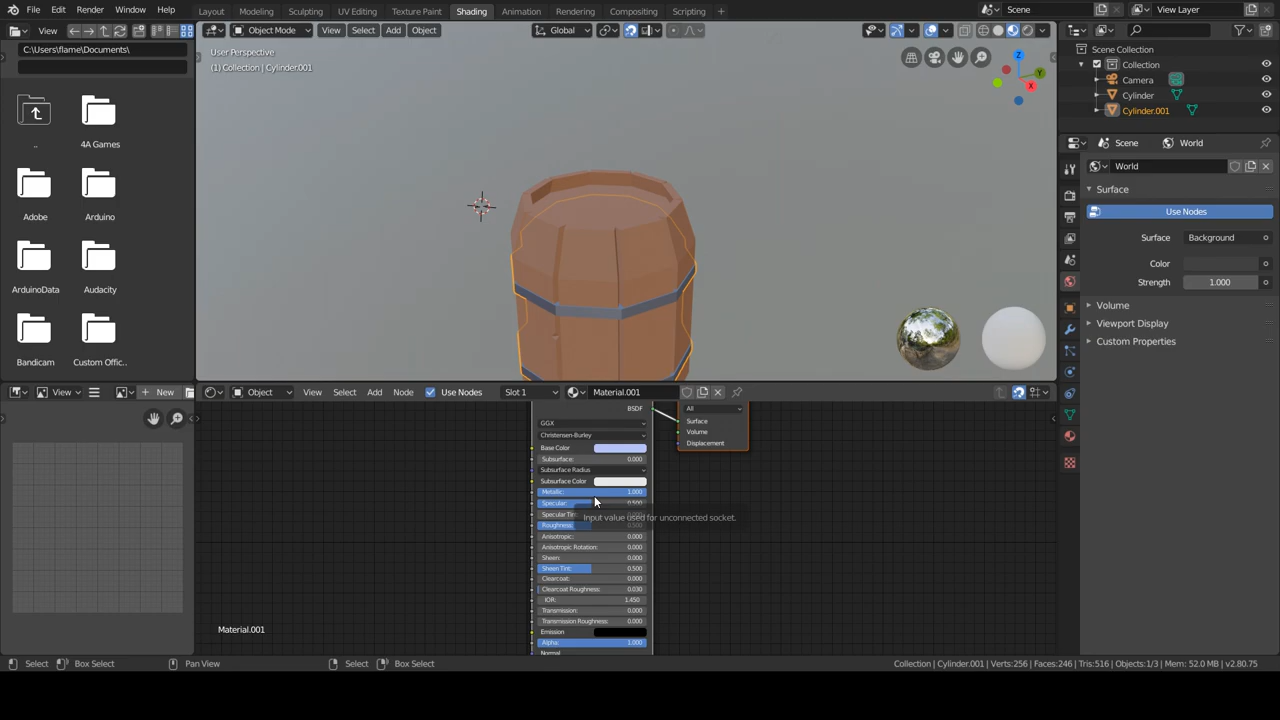 File Edit Render Window Help
Layout Modeling Sculpting UV Editing Texture Paint Shading Animation Rendering Compositing Scripting +
Scene
View Layer
View
Object Mode View Select Add Object
Global
C:\Users\flame\Documents\
User Perspective
(1) Collection | Cylinder.001
Z
Y
X
..
4A Games
Adobe
Arduino
ArduinoData
Audacity
Bandicam
Custom Offic..
Scene Collection
Collection
Camera
Cylinder
Cylinder.001
Scene
World
World
Surface
Use Nodes
Surface Background
Color
Strength 1.000
Volume
Viewport Display
Custom Properties
View
New
Object View Select Add Node Use Nodes Slot 1 Material.001
BSDF
GGX
Christensen-Burley
Base Color
Subsurface: 0.000
Subsurface Radius
Subsurface Color
Metallic: 1.000
Specular: 0.500
Specular Tin
Input value used for unconnected socket.
Roughness: 0.500
Anisotropic: 0.000
Anisotropic Rotation: 0.000
Sheen: 0.000
Sheen Tint: 0.500
Clearcoat: 0.000
Clearcoat Roughness: 0.030
IOR: 1.450
Transmission: 0.000
Transmission Roughness: 0.000
Emission
Alpha: 1.000
Normal
All
Surface
Volume
Displacement
Material.001
Select Box Select Pan View Select Box Select
Collection | Cylinder.001 | Verts:256 | Faces:246 | Tris:516 | Objects:1/3 | Mem: 52.0 MB | v2.80.75